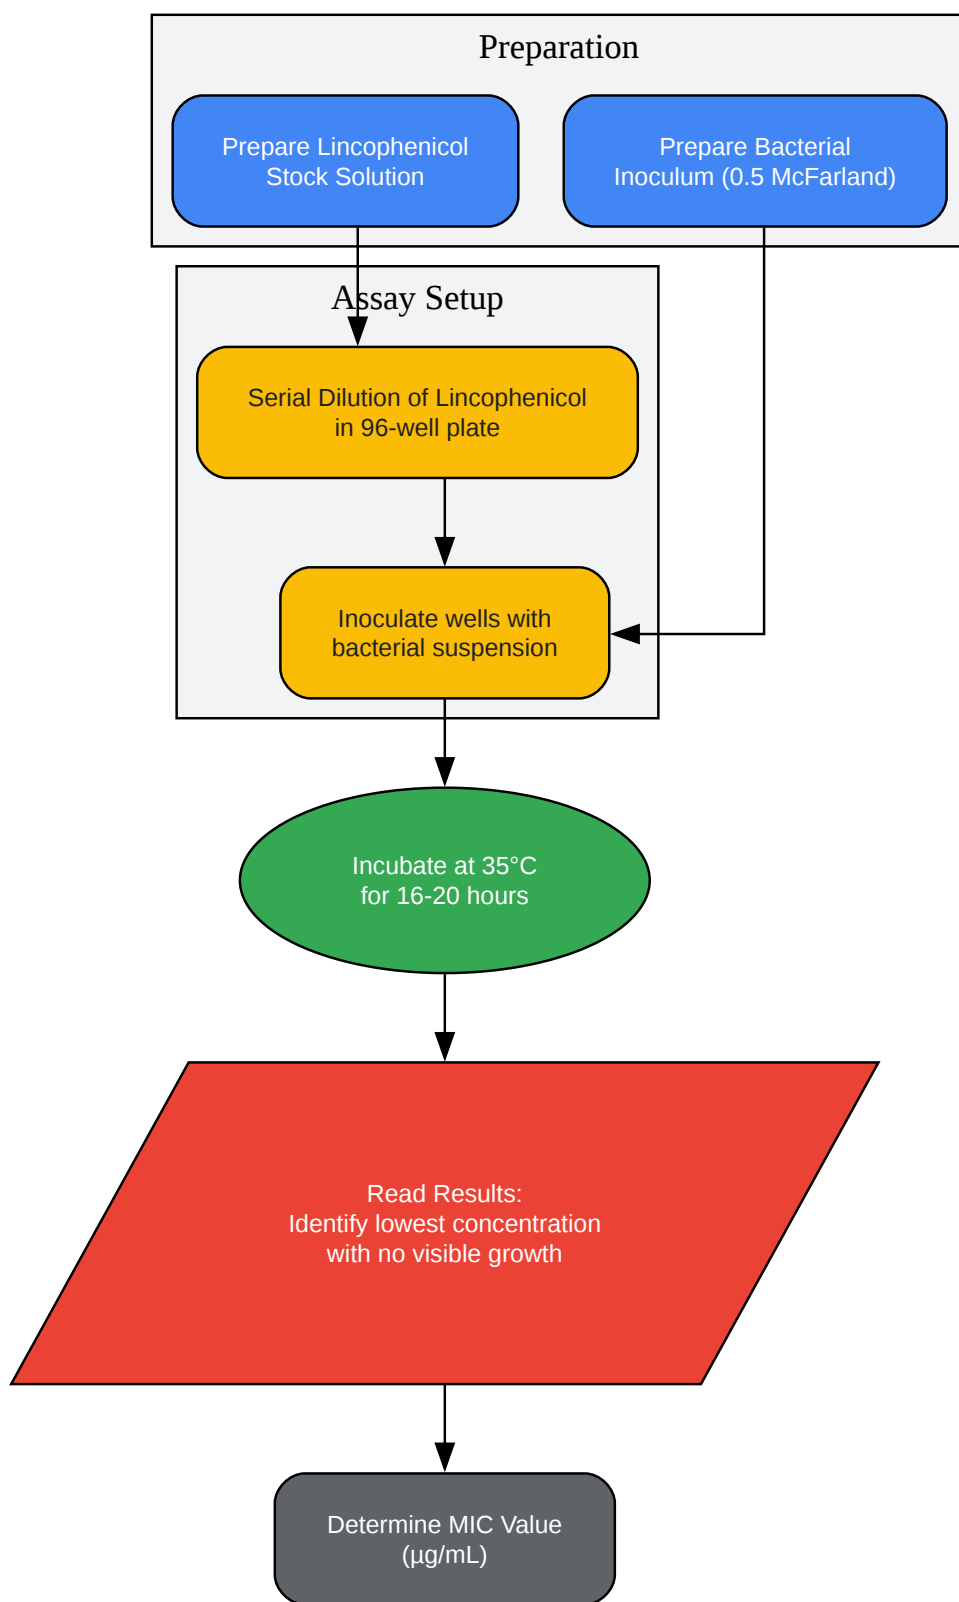 Preparation
Prepare Lincophenicol
Stock Solution
Prepare Bacterial
Inoculum (0.5 McFarland)
Assay Setup
Serial Dilution of Lincophenicol
in 96-well plate
Inoculate wells with
bacterial suspension
Incubate at 35°C
for 16-20 hours
Read Results:
Identify lowest concentration
with no visible growth
Determine MIC Value
(µg/mL)